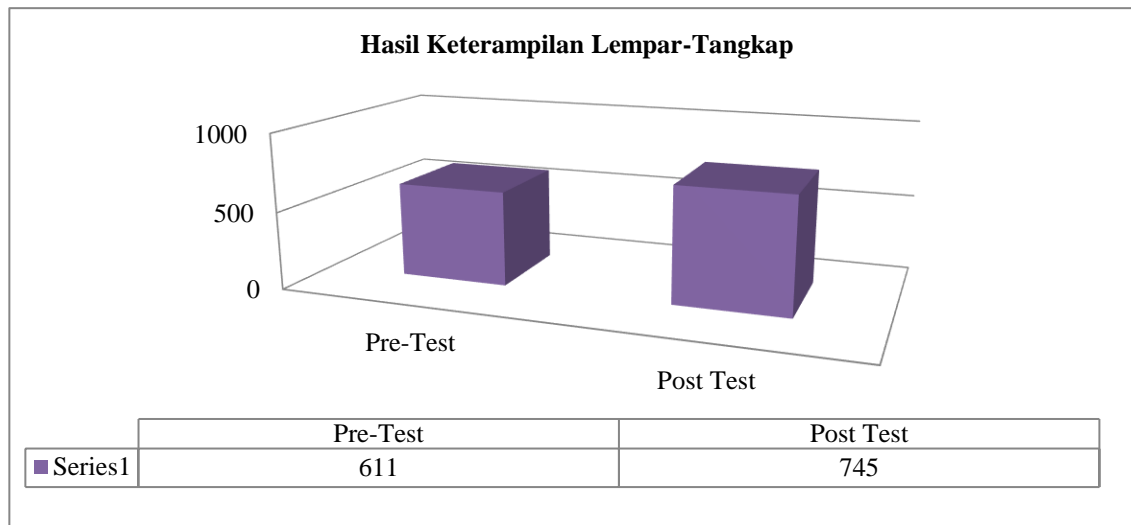 Hasil Keterampilan Lempar-Tangkap
1000
500
0
Pre-Test
Post Test
Pre-Test Post Test
Series1 611 745